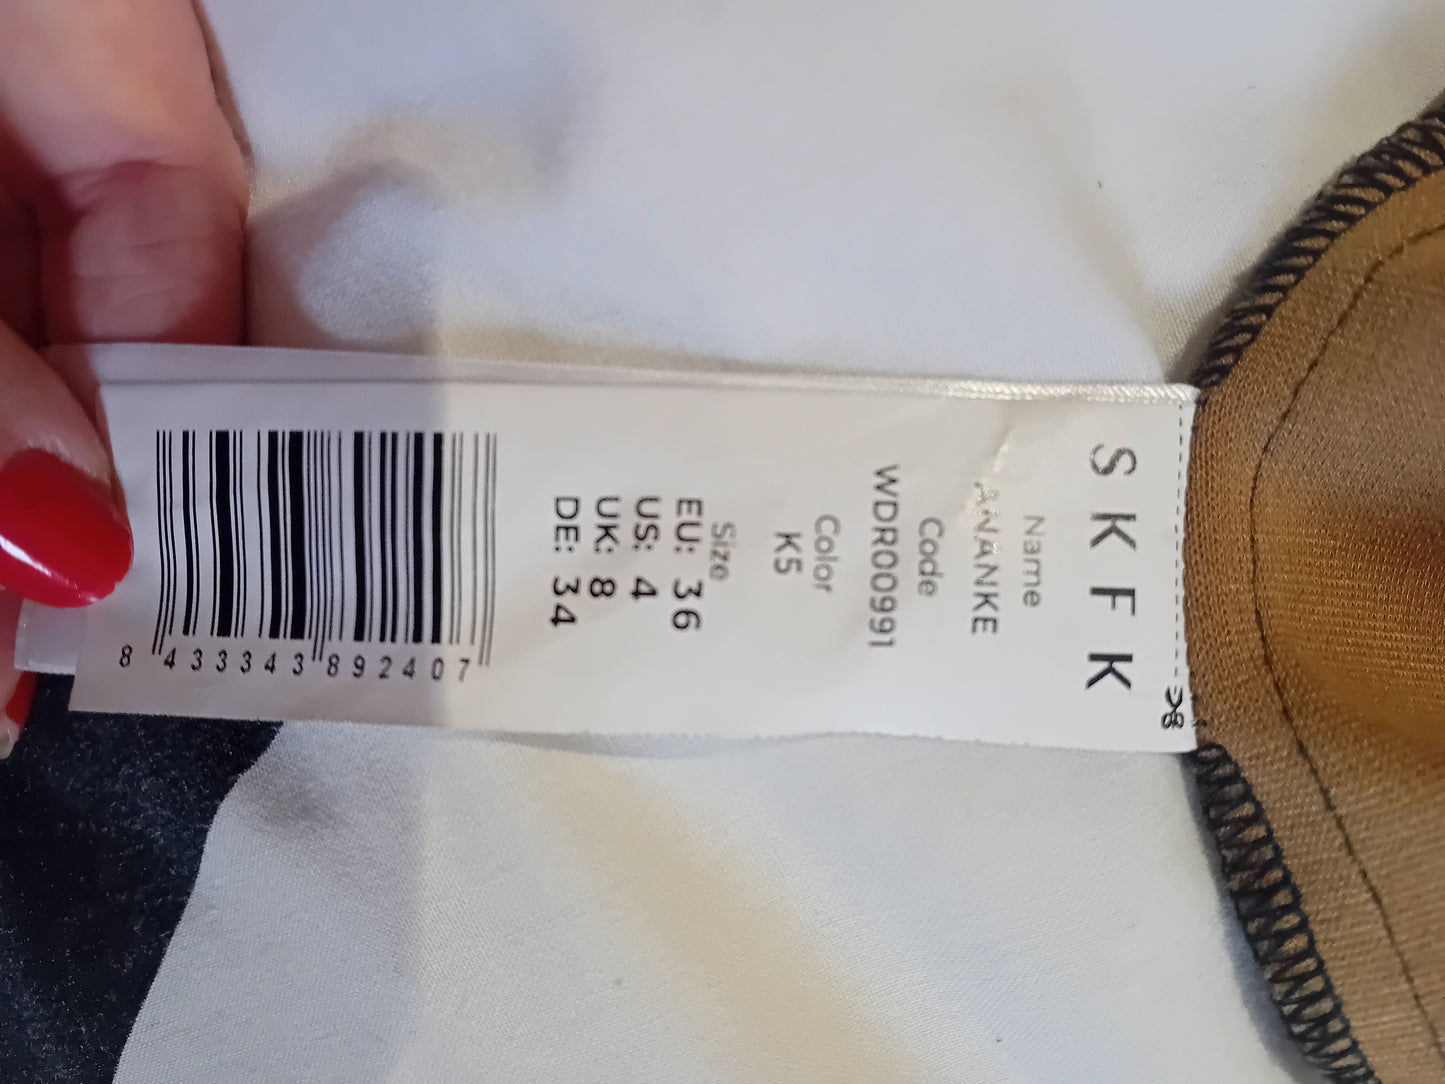 SKFK
Name
ANANKE
Code
WDR00991
Color
K5
Size
EU: 36
US: 4
UK: 8
DE: 34
8 433343 892407